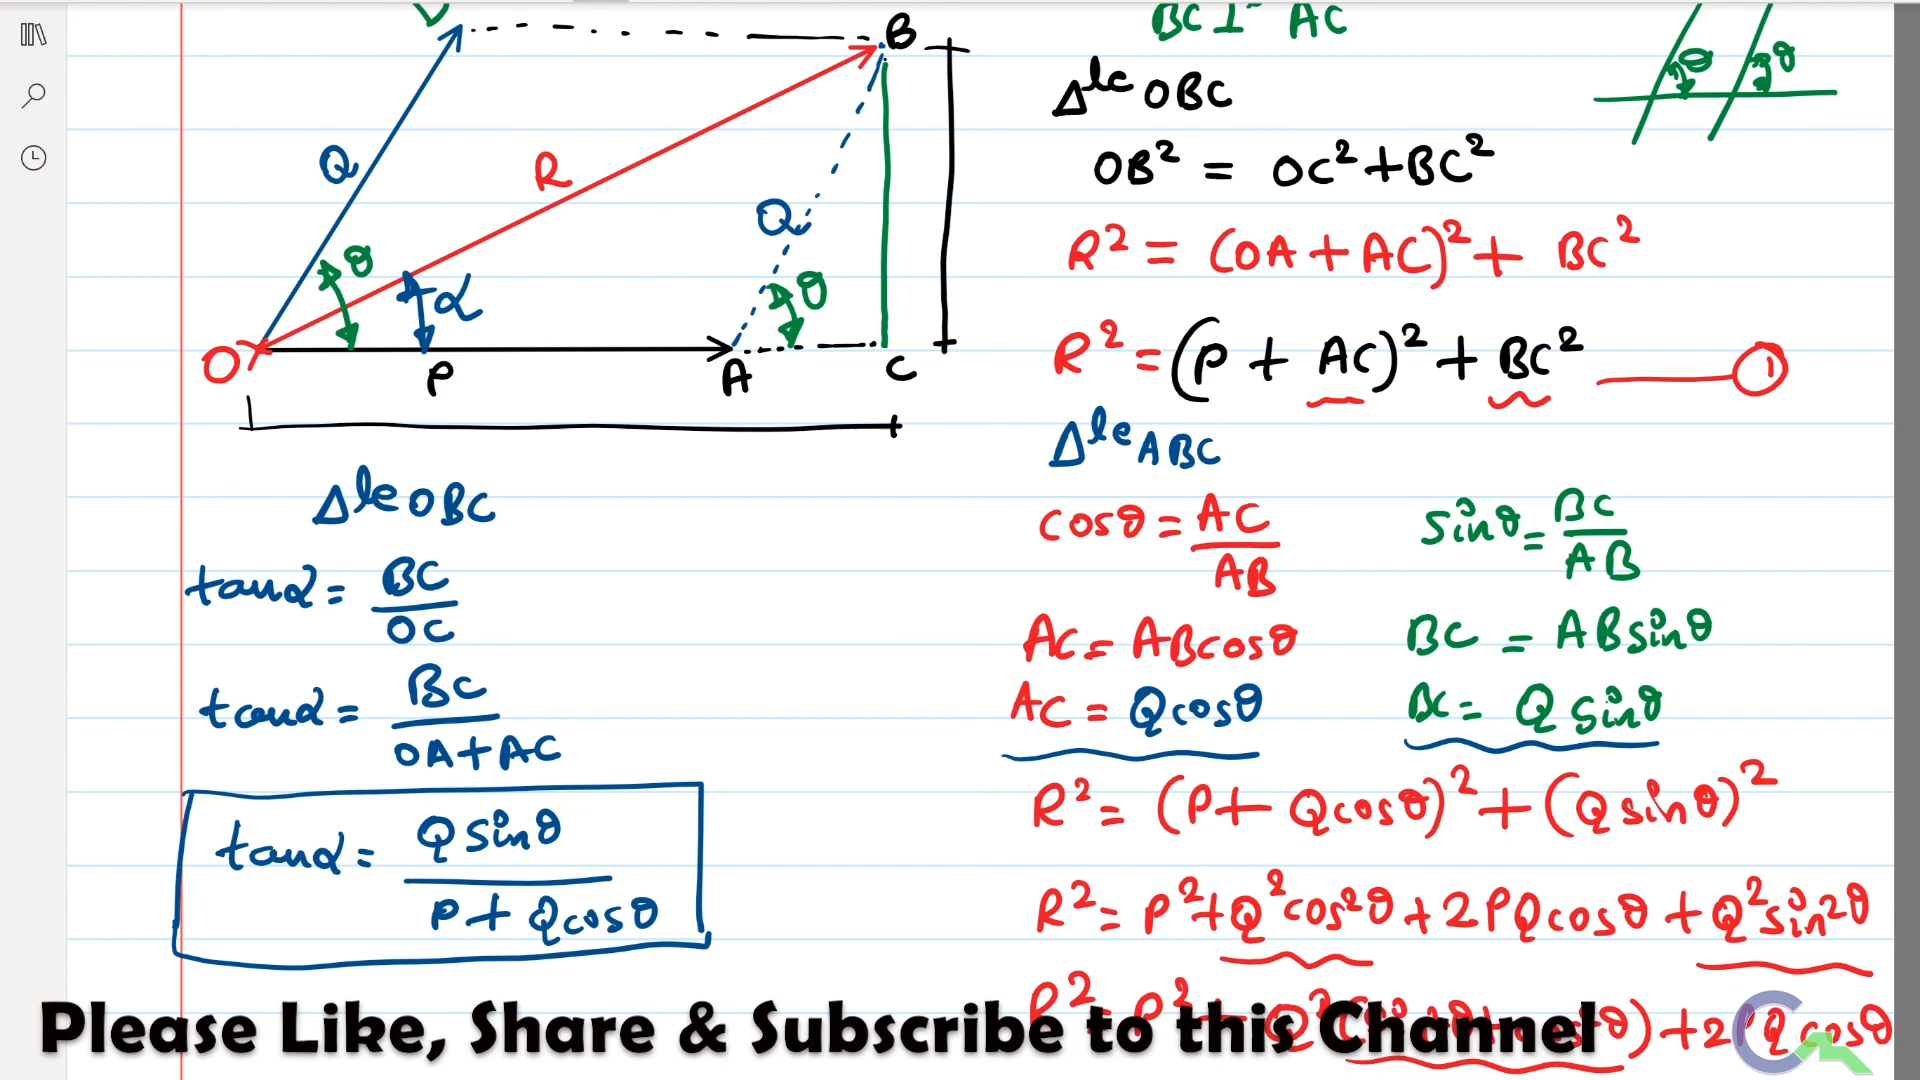 B
Q
R
Q
θ
α
θ
O
P
A
C
Δle OBC
tanα = BC/OC
tanα = BC/OA+AC
tanα = Qsinθ/P+Qcosθ
BC ⊥ AC
θ θ
Δle OBC
OB² = OC²+BC²
R² = (OA+AC)²+ BC²
R² = (P + AC)² + BC² ——— 1
Δle ABC
cosθ = AC/AB sinθ = BC/AB
AC = ABcosθ BC = ABsinθ
AC = Qcosθ BC = Qsinθ
R² = (P+ Qcosθ)²+(Qsinθ)²
R² = P²+Q²cos²θ+2PQcosθ+Q²sin²θ
)+2PQcosθ
Please Like, Share & Subscribe to this Channel